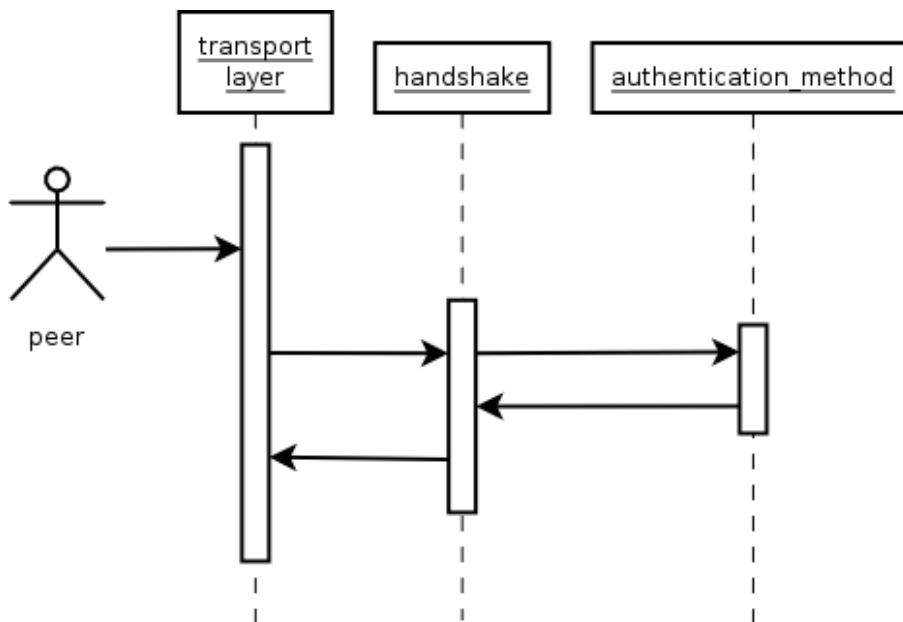 transport
layer
handshake
authentication_method
peer